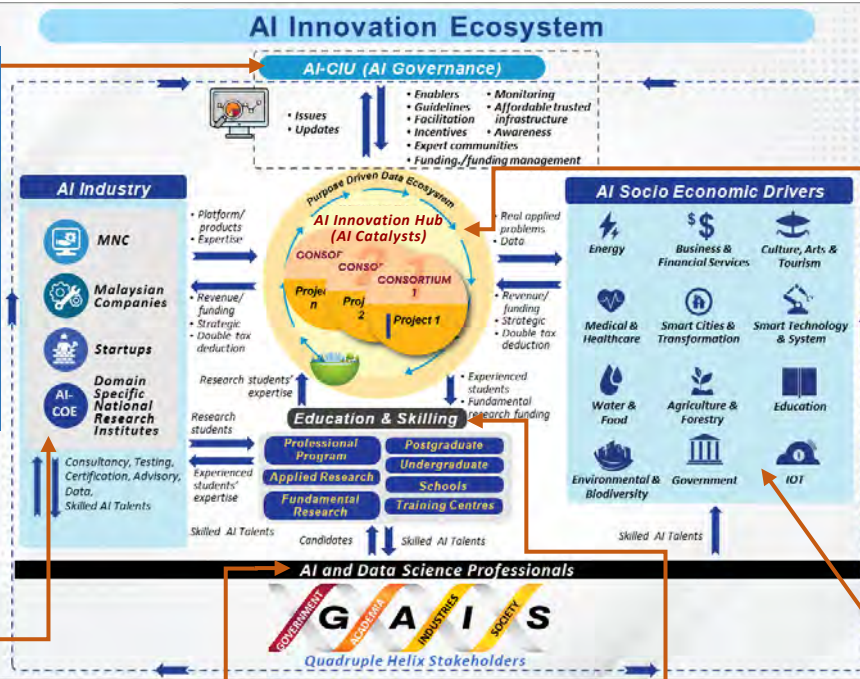 AI Innovation Ecosystem
AI-CIU (AI Governance)
• Issues
• Updates
• Enablers
• Guidelines
• Facilitation
• Incentives
• Expert communities
• Funding./funding management
• Monitoring
• Affordable trusted
infrastructure
• Awareness
AI Industry
MNC
Malaysian
Companies
Startups
AI-
COE
Domain
Specific
National
Research
Institutes
Consultancy, Testing,
Certification, Advisory,
Data,
Skilled AI Talents
• Platform/
products
• Expertise
• Revenue/
funding
• Strategic
• Double tax
deduction
Purpose Driven Data Ecosystem
AI Innovation Hub
(AI Catalysts)
CONSOR
CONSO
CONSORTIUM
1
Projec
n
Proj
2
Project 1
• Real applied
problems
• Data
• Revenue/
funding
• Strategic
• Double tax
deduction
Research students'
expertise
• Experienced
students
• Fundamental
research funding
Education & Skilling
Professional
Program
Applied Research
Fundamental
Research
Postgraduate
Undergraduate
Schools
Training Centres
Research
students
Experienced
students'
expertise
Skilled AI Talents
Candidates
Skilled AI Talents
AI Socio Economic Drivers
Energy
Business &
Financial Services
Culture, Arts &
Tourism
Medical &
Healthcare
Smart Cities &
Transformation
Smart Technology
& System
Water &
Food
Agriculture &
Forestry
Education
Environmental &
Biodiversity
Government
IOT
Skilled AI Talents
AI and Data Science Professionals
GOVERNMENT
G
ACADEMIA
A
I
INDUSTRIES
SOCIETY
S
Quadruple Helix Stakeholders